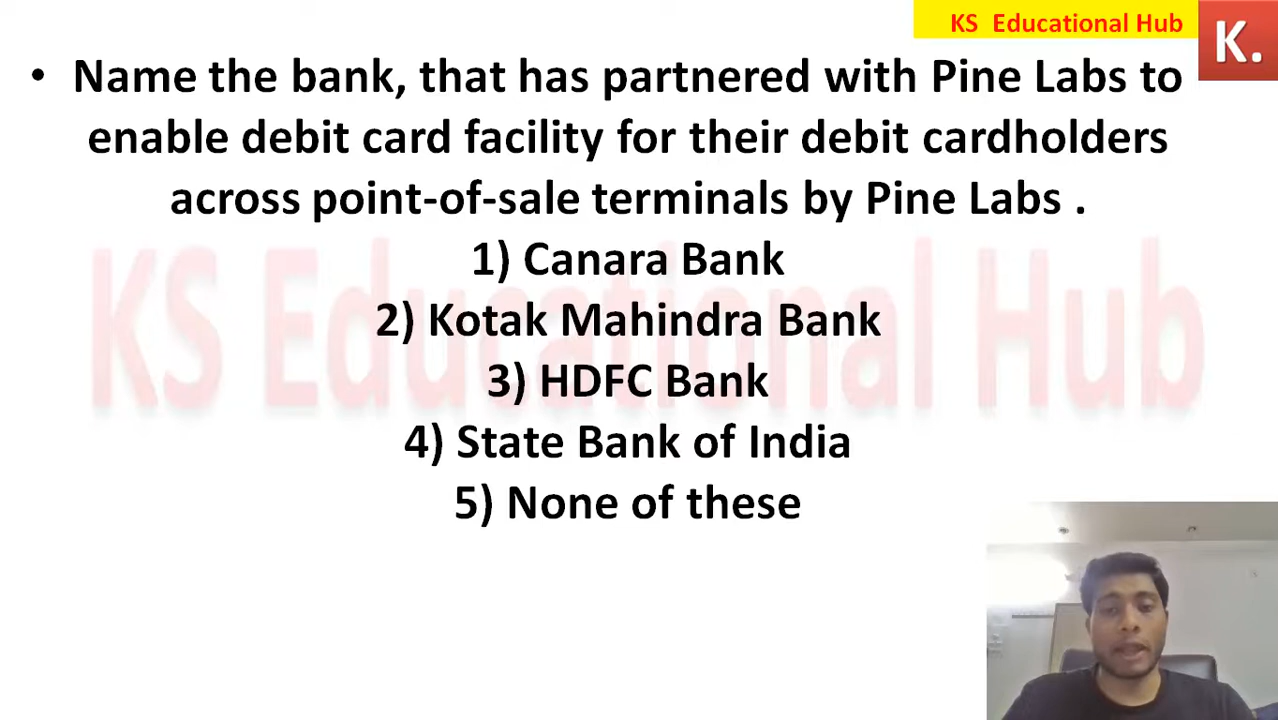 KS Educational Hub
K.
• Name the bank, that has partnered with Pine Labs to
enable debit card facility for their debit cardholders
across point-of-sale terminals by Pine Labs .
1) Canara Bank
2) Kotak Mahindra Bank
3) HDFC Bank
4) State Bank of India
5) None of these
KS Educational Hub